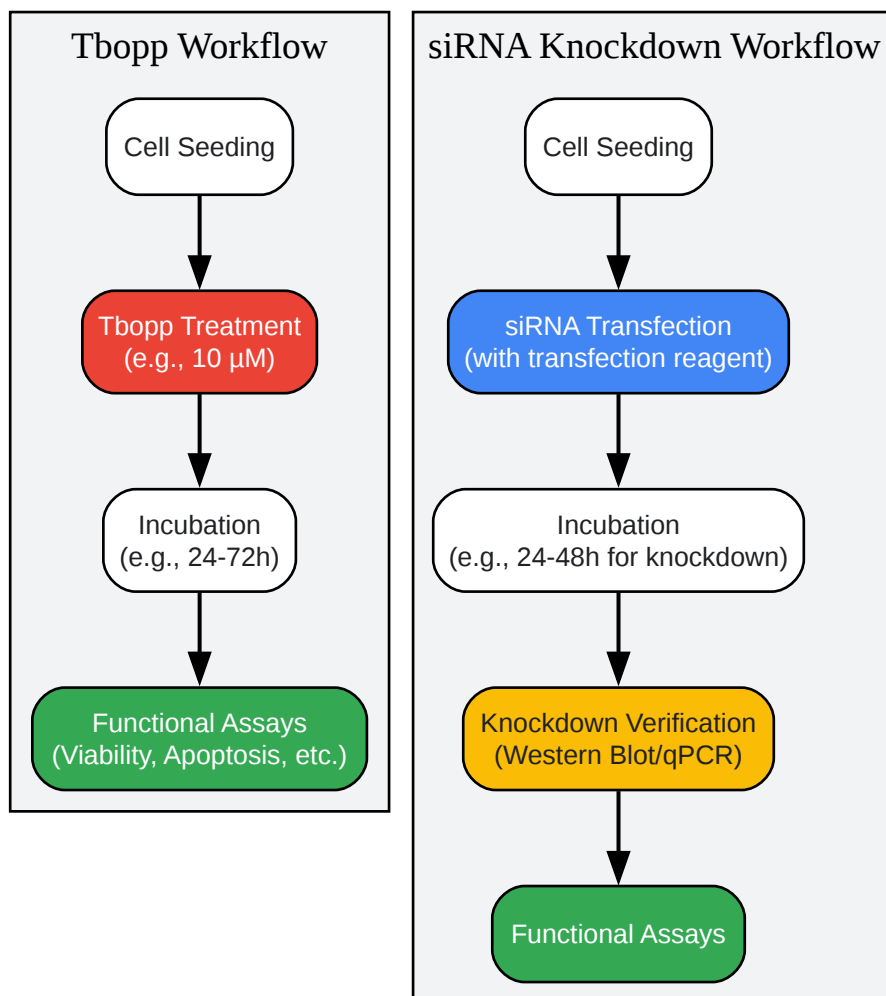 Tbopp Workflow
Cell Seeding
Tbopp Treatment
(e.g., 10 µM)
Incubation
(e.g., 24-72h)
Functional Assays
(Viability, Apoptosis, etc.)
siRNA Knockdown Workflow
Cell Seeding
siRNA Transfection
(with transfection reagent)
Incubation
(e.g., 24-48h for knockdown)
Knockdown Verification
(Western Blot/qPCR)
Functional Assays